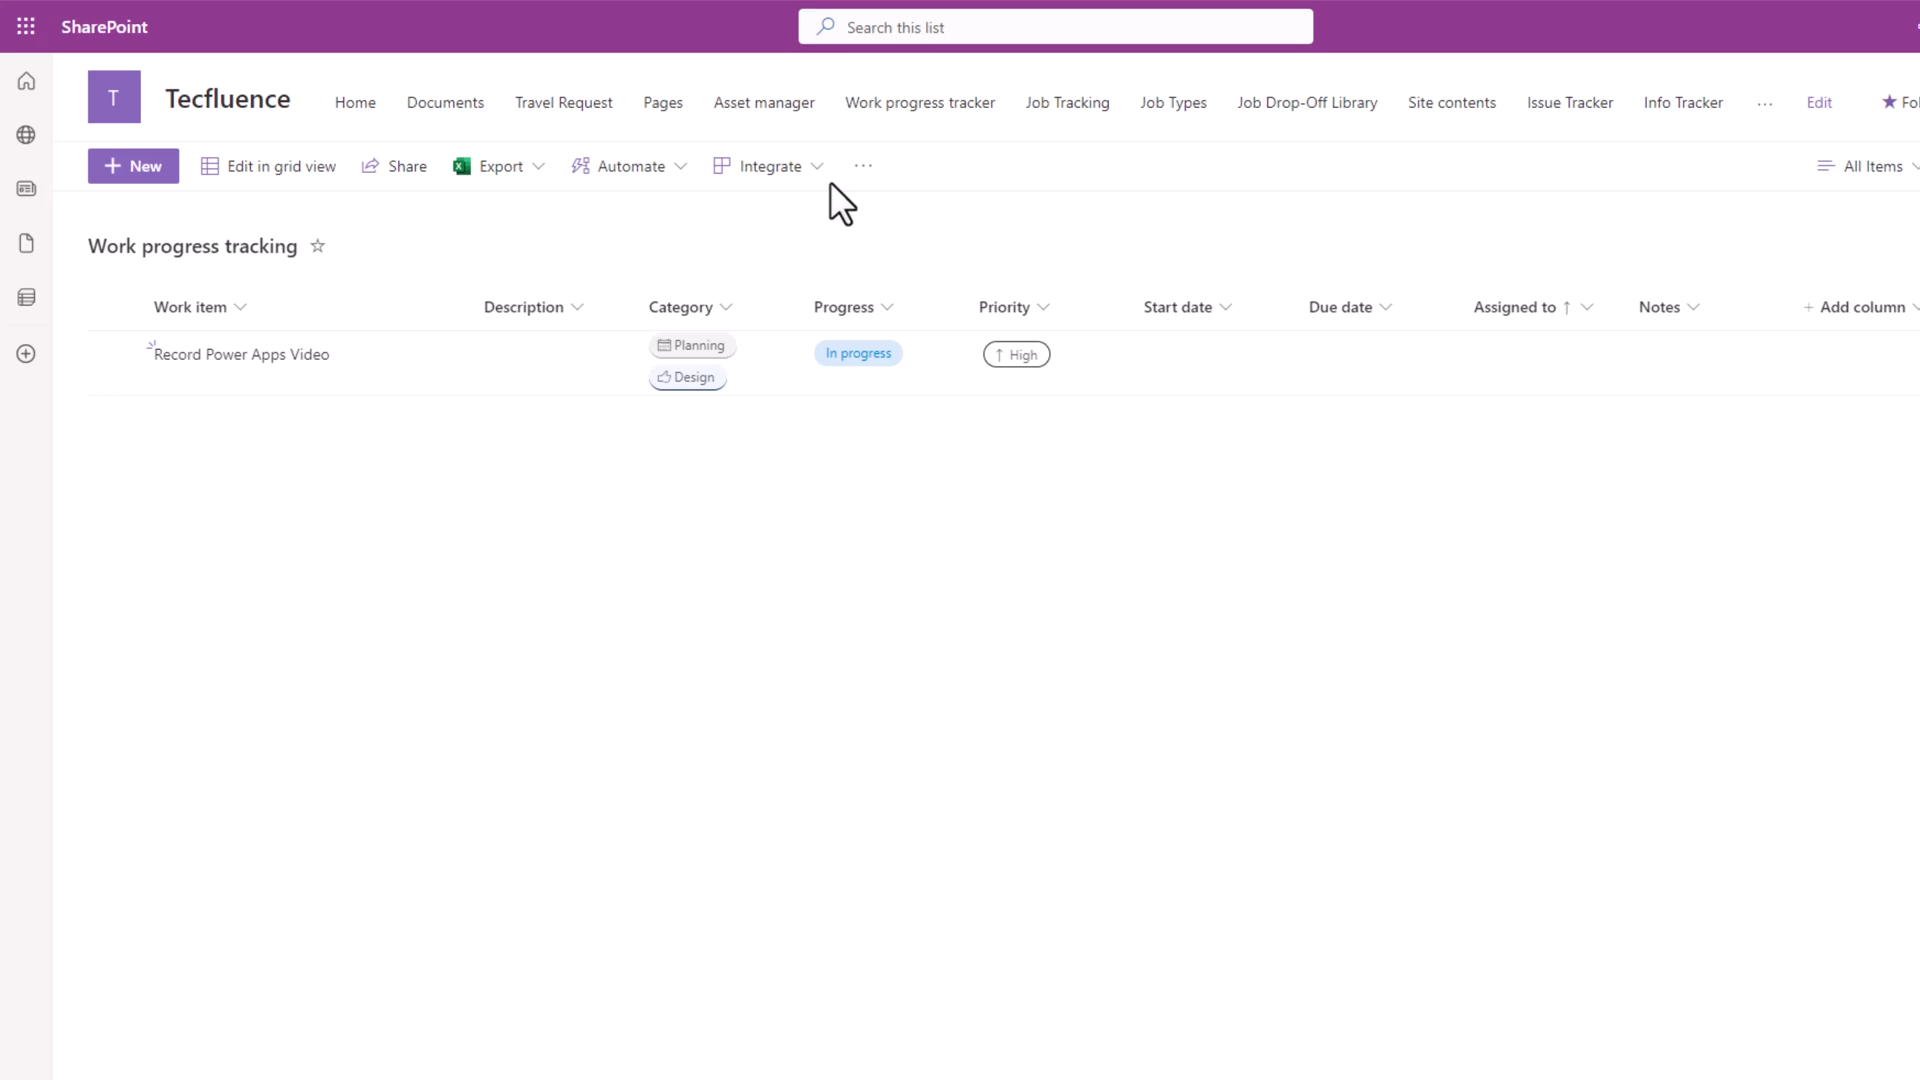 SharePoint
Search this list
T
Tecfluence
Home Documents Travel Request Pages Asset manager Work progress tracker Job Tracking Job Types Job Drop-Off Library Site contents Issue Tracker Info Tracker ... Edit
+ New Edit in grid view Share Export Automate Integrate ... All Items
Work progress tracking
Work item Description Category Progress Priority Start date Due date Assigned to ↑ Notes + Add column
Record Power Apps Video Planning In progress ↑ High
Design